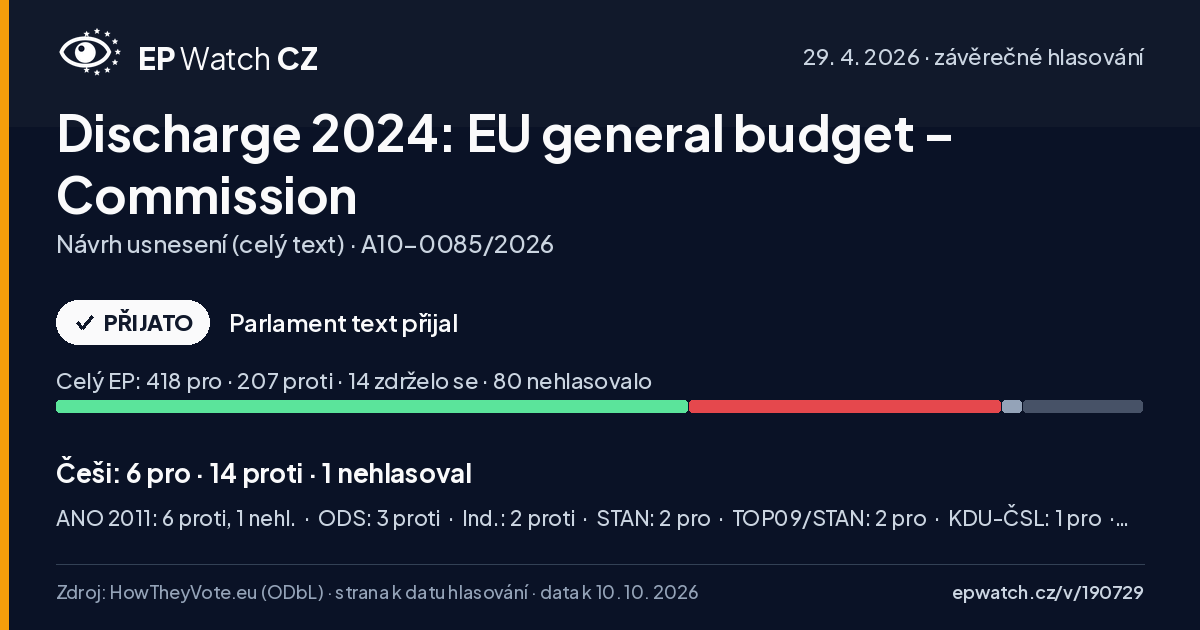 EP Watch CZ
29. 4. 2026 · závěrečné hlasování
Discharge 2024: EU general budget –
Commission
Návrh usnesení (celý text) · A10-0085/2026
✓ PŘIJATO
Parlament text přijal
Celý EP: 418 pro · 207 proti · 14 zdrželo se · 80 nehlasovalo
Češi: 6 pro · 14 proti · 1 nehlasoval
ANO 2011: 6 proti, 1 nehl. · ODS: 3 proti · Ind.: 2 proti · STAN: 2 pro · TOP09/STAN: 2 pro · KDU-ČSL: 1 pro ·…
Zdroj: HowTheyVote.eu (ODbL) · strana k datu hlasování · data k 10. 10. 2026
epwatch.cz/v/190729